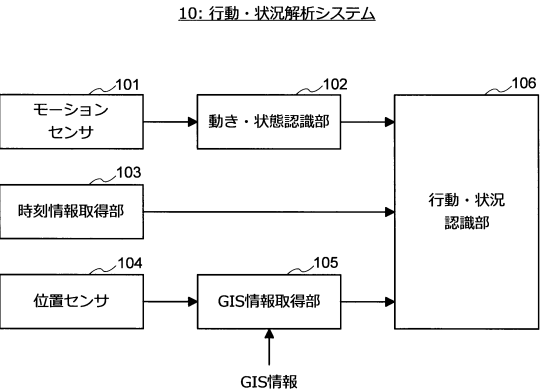 10: 行動・状況解析システム
101
モーション
センサ
102
動き・状態認識部
106
行動・状況
認識部
103
時刻情報取得部
104
位置センサ
105
GIS情報取得部
GIS情報